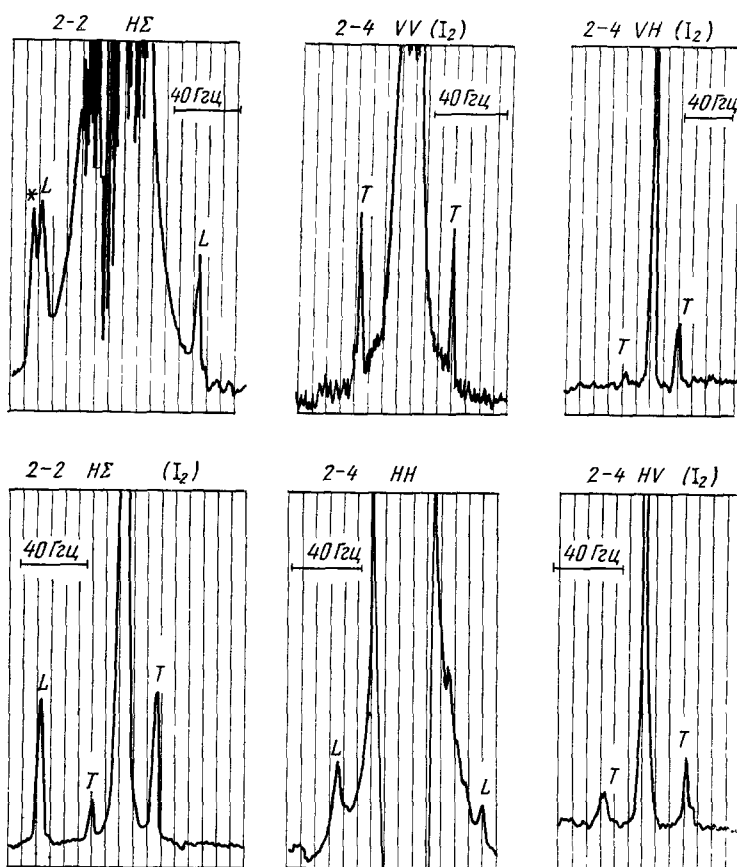 2-2 HΣ
2-4 VV (I₂)
2-4 VH (I₂)
40 Ггц
40 Ггц
40 Ггц
* L
L
T
T
T
T
2-2 HΣ (I₂)
2-4 HH
2-4 HV (I₂)
40 Ггц
40 Ггц
40 Ггц
L
T
T
L
L
T
T